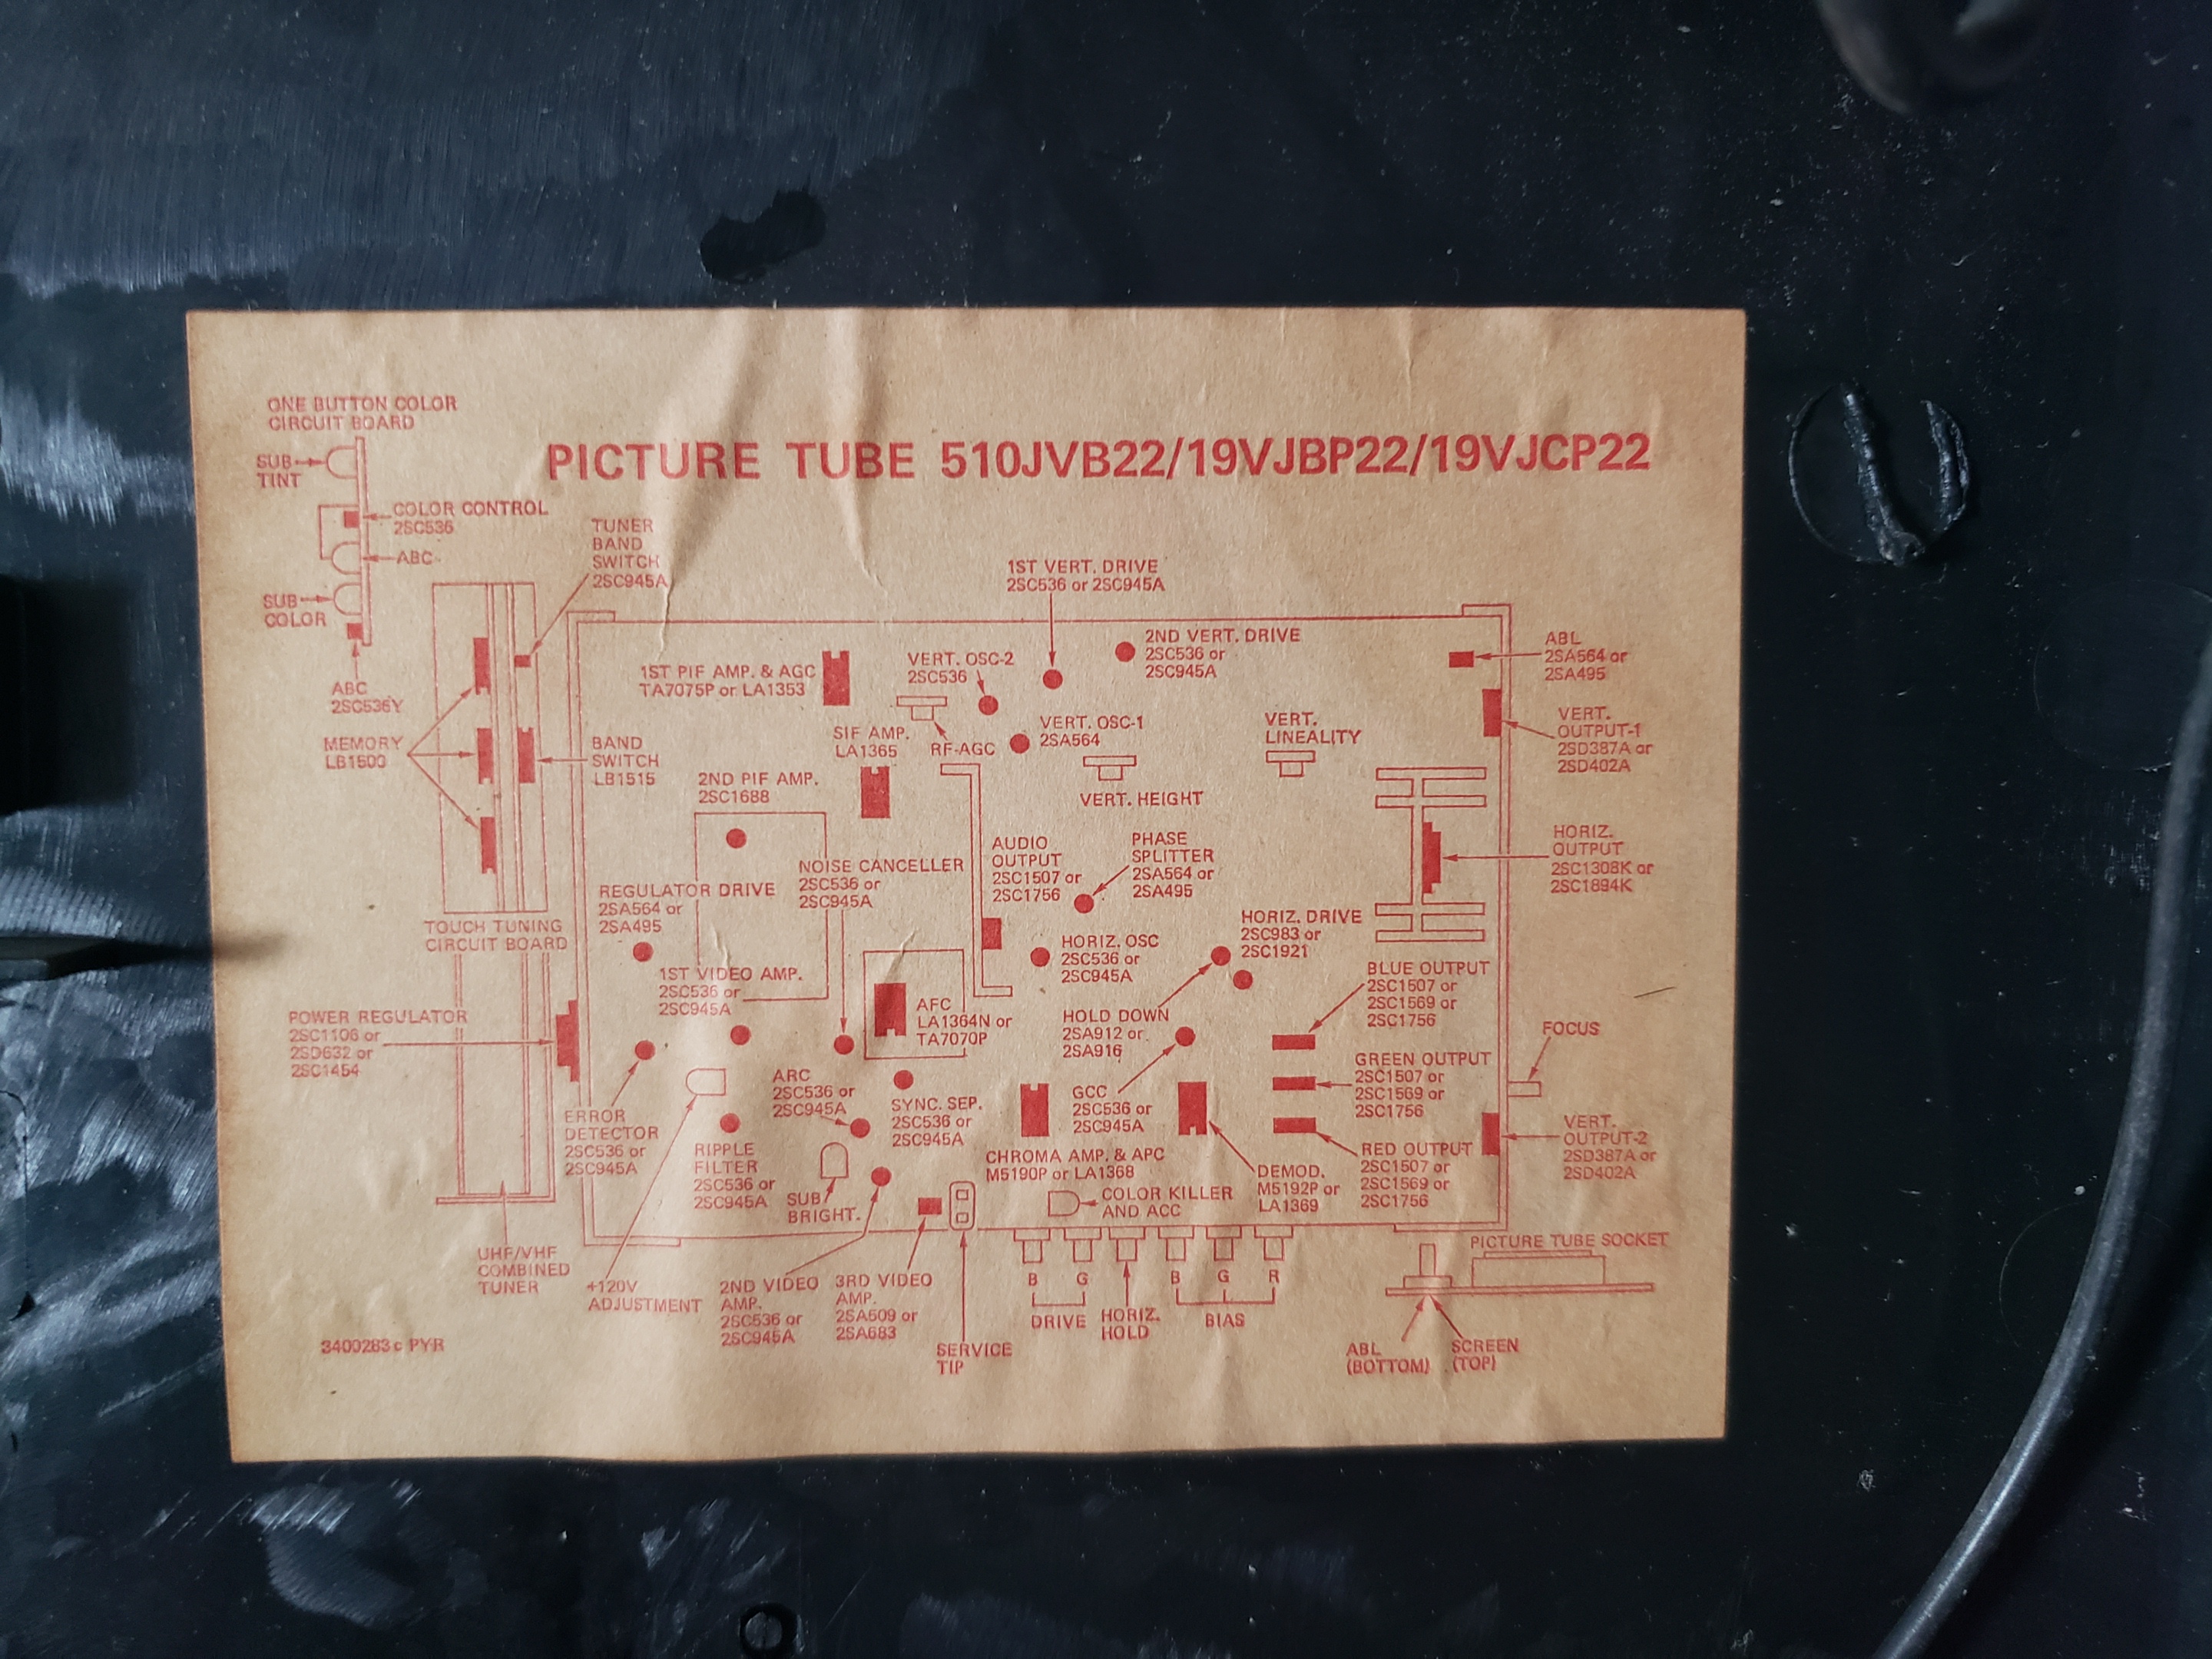 ONE BUTTON COLOR
CIRCUIT BOARD
PICTURE TUBE 510JVB22/19VJBP22/19VJCP22
SUB
TINT
COLOR CONTROL
2SC536
ABC
SUB
COLOR
ABC
2SC536Y
TUNER
BAND
SWITCH
2SC945A
MEMORY
LB1500
BAND
SWITCH
LB1515
TOUCH TUNING
CIRCUIT BOARD
POWER REGULATOR
2SC1106 or
2SD632 or
2SC1454
UHF/VHF
COMBINED
TUNER
1ST PIF AMP. & AGC
TA7075P or LA1353
VERT. OSC-2
2SC536
1ST VERT. DRIVE
2SC536 or 2SC945A
2ND VERT. DRIVE
2SC536 or
2SC945A
ABL
2SA564 or
2SA495
SIF AMP.
LA1365
RF-AGC
VERT. OSC-1
2SA564
VERT.
LINEALITY
VERT.
OUTPUT-1
2SD387A or
2SD402A
2ND PIF AMP.
2SC1688
VERT. HEIGHT
NOISE CANCELLER
2SC536 or
2SC945A
AUDIO
OUTPUT
2SC1507 or
2SC1756
PHASE
SPLITTER
2SA564 or
2SA495
HORIZ.
OUTPUT
2SC1308K or
2SC1894K
REGULATOR DRIVE
2SA564 or
2SA495
HORIZ. OSC
2SC536 or
2SC945A
HORIZ. DRIVE
2SC983 or
2SC1921
1ST VIDEO AMP.
2SC536 or
2SC945A
AFC
LA1364N or
TA7070P
HOLD DOWN
2SA912 or
2SA916
BLUE OUTPUT
2SC1507 or
2SC1569 or
2SC1756
FOCUS
GREEN OUTPUT
2SC1507 or
2SC1569 or
2SC1756
ERROR
DETECTOR
2SC536 or
2SC945A
ARC
2SC536 or
2SC945A
SYNC. SEP.
2SC536 or
2SC945A
GCC
2SC536 or
2SC945A
VERT.
OUTPUT-2
2SD387A or
2SD402A
RIPPLE
FILTER
2SC536 or
2SC945A
SUB
BRIGHT.
CHROMA AMP. & APC
M5190P or LA1368
DEMOD.
M5192P or
LA1369
RED OUTPUT
2SC1507 or
2SC1569 or
2SC1756
COLOR KILLER
AND ACC
PICTURE TUBE SOCKET
+120V
ADJUSTMENT
2ND VIDEO
AMP.
2SC536 or
2SC945A
3RD VIDEO
AMP.
2SA509 or
2SA683
SERVICE
TIP
B G B G R
DRIVE
HORIZ.
HOLD
BIAS
ABL
(BOTTOM)
SCREEN
(TOP)
3400283c PYR